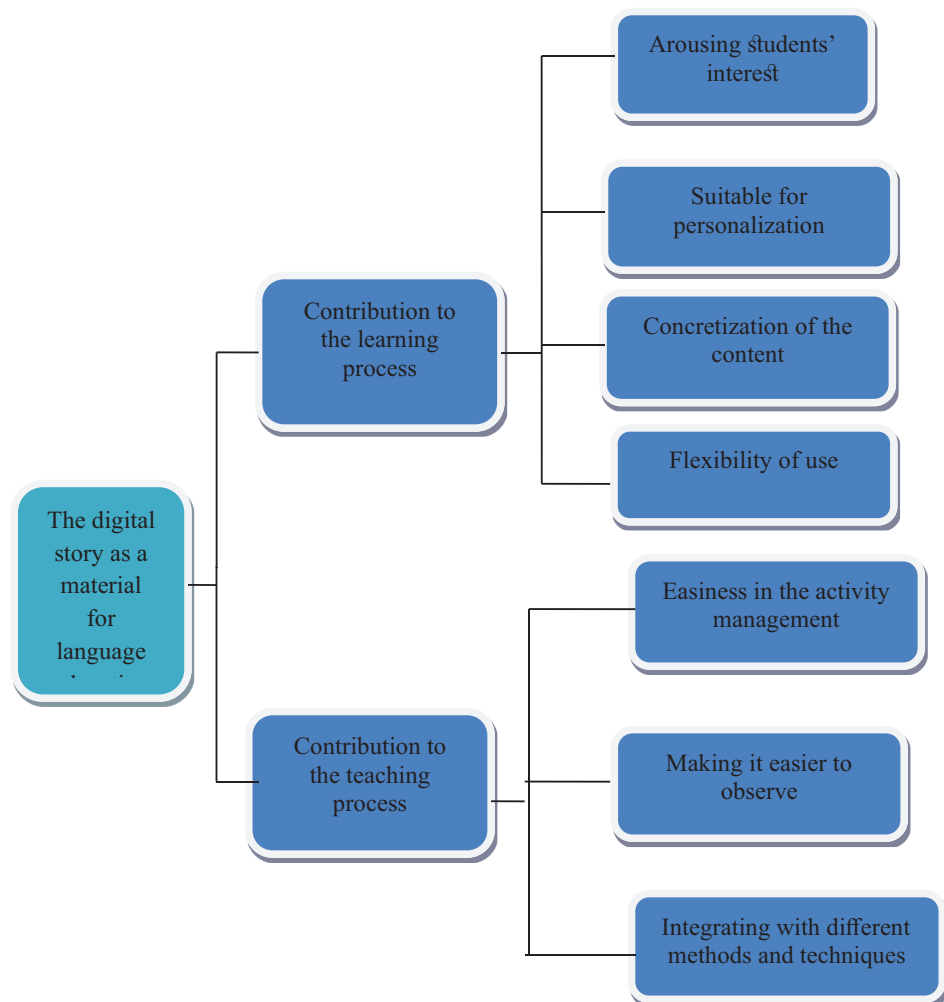 Arousing students’
interest
Suitable for
personalization
Contribution to
the learning
process
Concretization of the
content
Flexibility of use
The digital
story as a
material
for
language
Easiness in the activity
management
Contribution to
the teaching
process
Making it easier to
observe
Integrating with different
methods and techniques